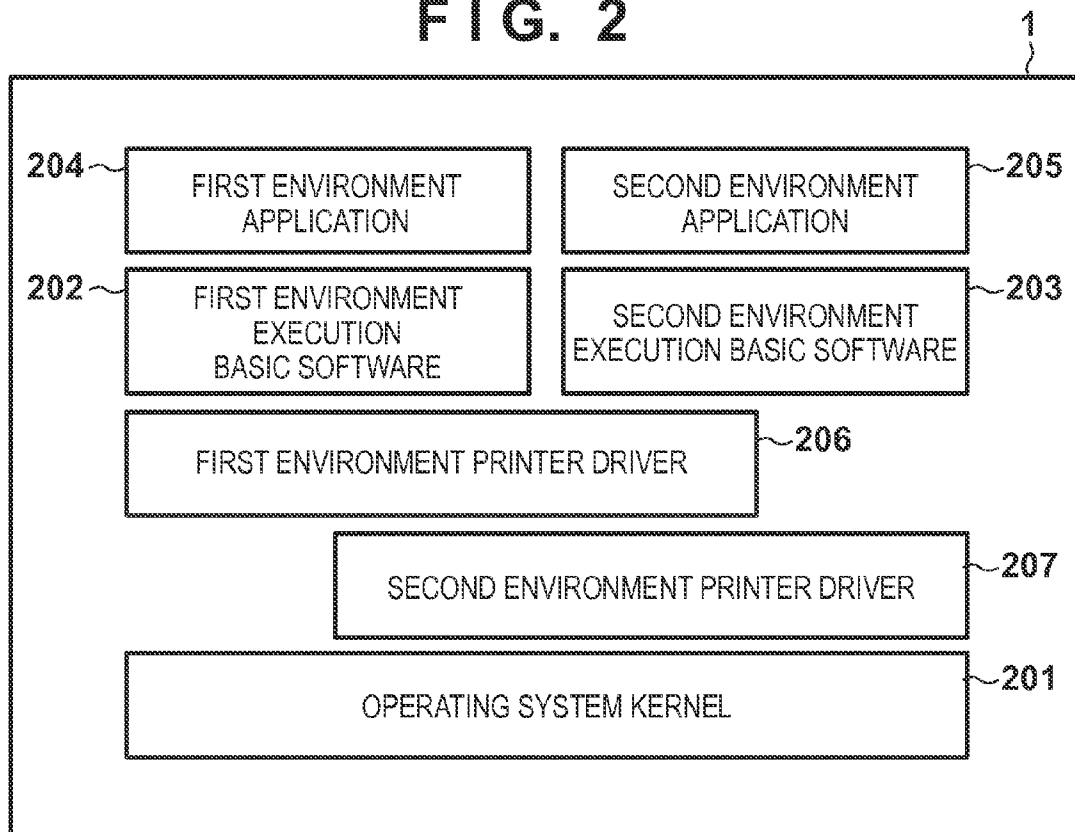 FIG. 2
1
204
FIRST ENVIRONMENT
APPLICATION
SECOND ENVIRONMENT
APPLICATION
205
202
FIRST ENVIRONMENT
EXECUTION
BASIC SOFTWARE
SECOND ENVIRONMENT
EXECUTION BASIC SOFTWARE
203
FIRST ENVIRONMENT PRINTER DRIVER
206
SECOND ENVIRONMENT PRINTER DRIVER
207
OPERATING SYSTEM KERNEL
201